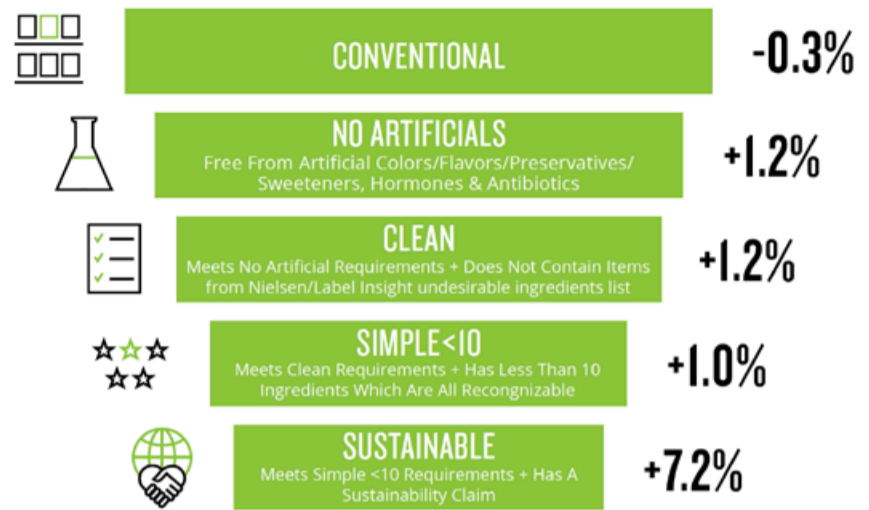 CONVENTIONAL
-0.3%
NO ARTIFICIALS
Free From Artificial Colors/Flavors/Preservatives/
Sweeteners, Hormones & Antibiotics
+1.2%
CLEAN
Meets No Artificial Requirements + Does Not Contain Items
from Nielsen/Label Insight undesirable ingredients list
+1.2%
SIMPLE<10
Meets Clean Requirements + Has Less Than 10
Ingredients Which Are All Recongnizable
+1.0%
SUSTAINABLE
Meets Simple <10 Requirements + Has A
Sustainability Claim
+7.2%